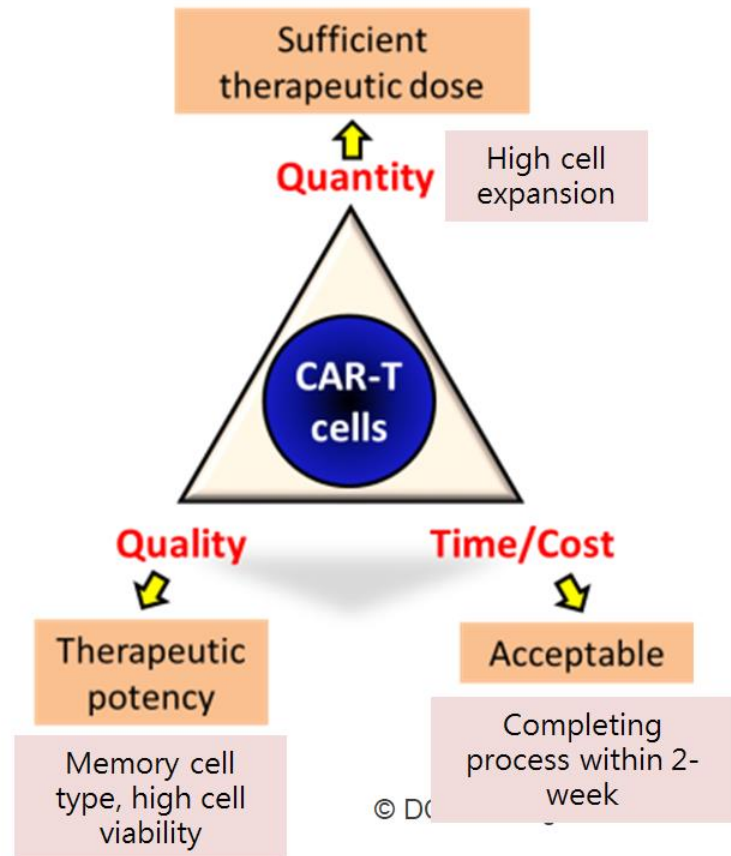 Sufficient
therapeutic dose
Quantity
High cell
expansion
CAR-T
cells
Quality
Time/Cost
Therapeutic
potency
Acceptable
Memory cell
type, high cell
viability
Completing
process within 2-
week
©